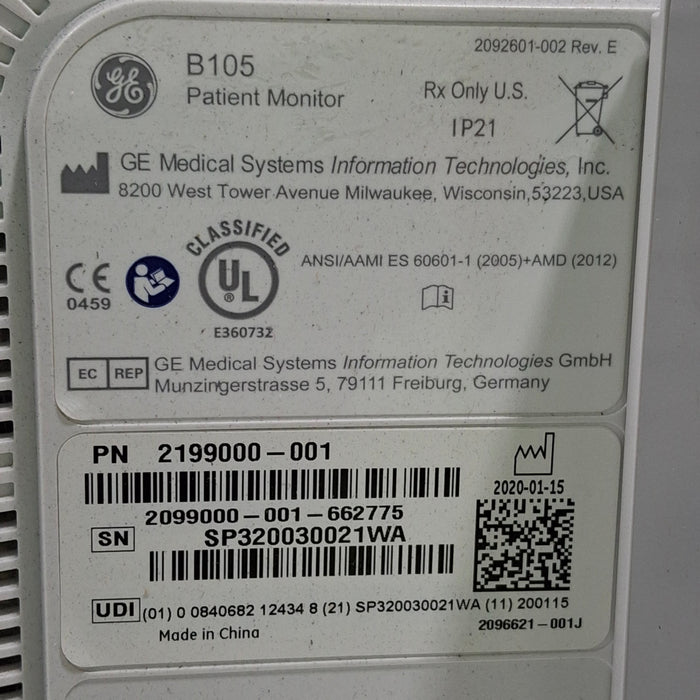 2092601-002 Rev. E
GE
B105
Patient Monitor
Rx Only U.S.
IP21
GE Medical Systems Information Technologies, Inc.
8200 West Tower Avenue Milwaukee, Wisconsin,53223,USA
CLASSIFIED
UL
®
E360732
CE
0459
ANSI/AAMI ES 60601-1 (2005)+AMD (2012)
EC REP
GE Medical Systems Information Technologies GmbH
Munzingerstrasse 5, 79111 Freiburg, Germany
PN 2199000-001
2020-01-15
2099000-001-662775
SN SP320030021WA
UDI (01) 0 0840682 12434 8 (21) SP320030021WA (11) 200115
Made in China
2096621-001J